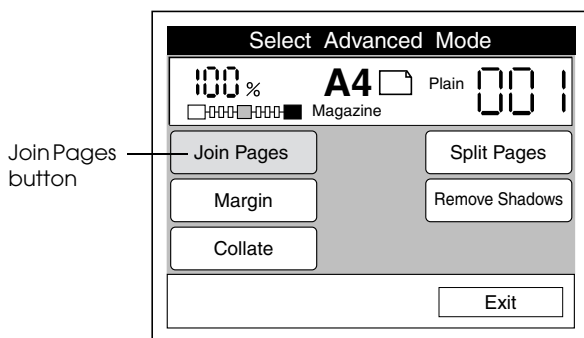 Select Advanced Mode
100 % A4 Plain 001
Magazine
Join Pages
button
Join Pages Split Pages
Margin Remove Shadows
Collate
Exit